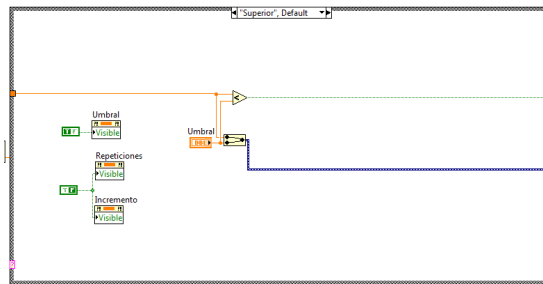 "Superior", Default
Umbral
Visible
Umbral
DBL
Repeticiones
Visible
Incremento
Visible